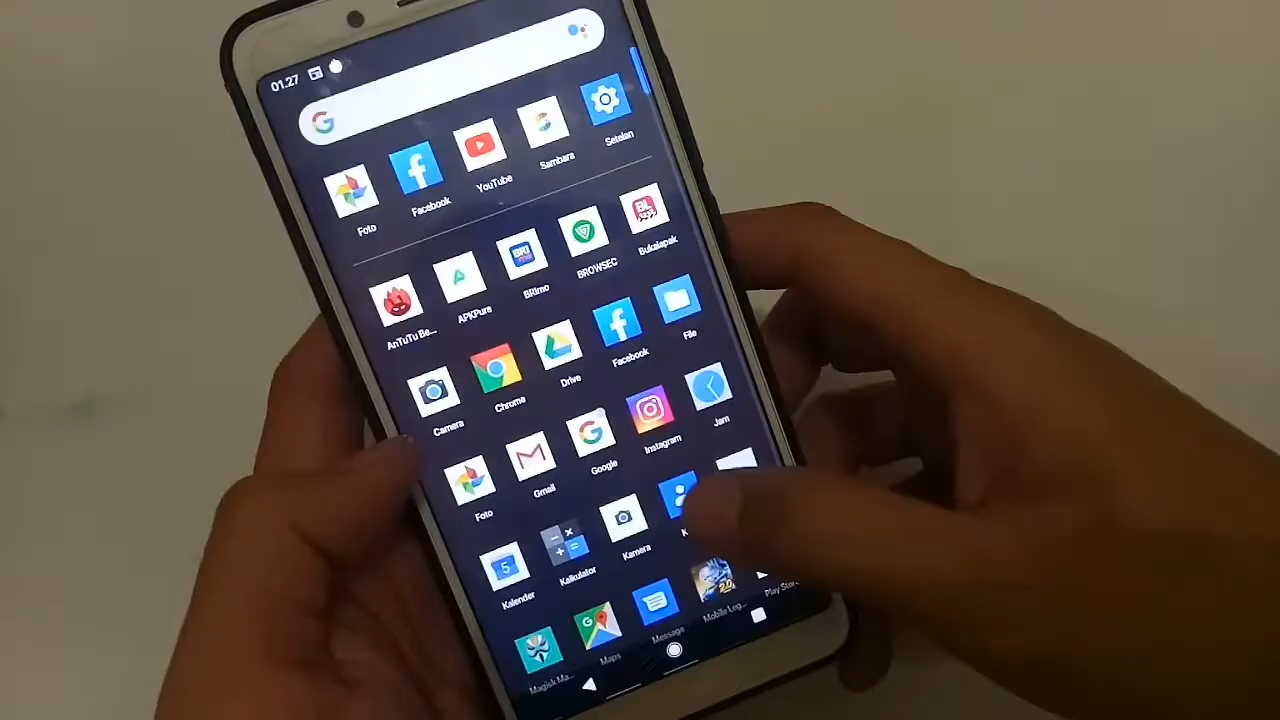 01.27
Foto
Facebook
YouTube
Sambara
Setelan
AnTuTu Be...
APKPure
BRImo
BROWSEC
Bukalapak
Camera
Chrome
Drive
Facebook
File
Foto
Gmail
Google
Instagram
Jam
Kalender
Kalkulator
Kamera
Magisk Ma...
Maps
Message
Mobile Leg...
Play Store